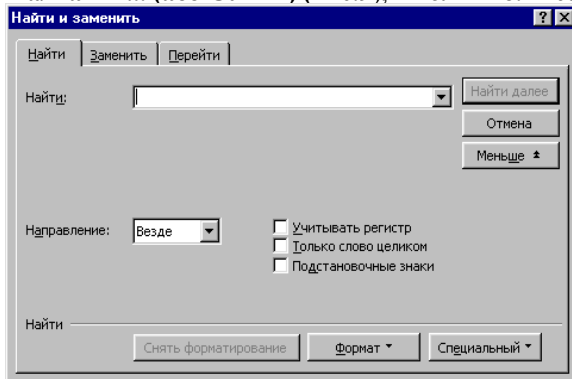 Найти и заменить
Найти Заменить Перейти
Найти: Найти далее
Отмена
Меньше
Направление: Везде Учитывать регистр
Только слово целиком
Подстановочные знаки
Найти
Снять форматирование Формат Специальный